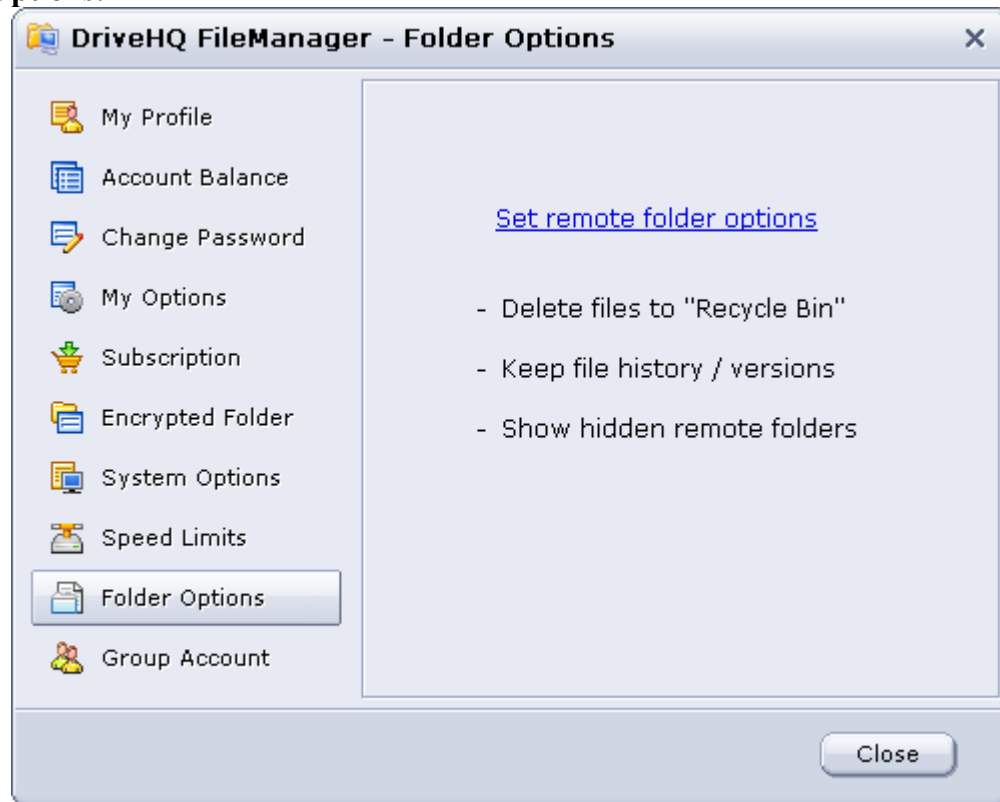 DriveHQ FileManager - Folder Options
My Profile
Account Balance
Change Password
My Options
Subscription
Encrypted Folder
System Options
Speed Limits
Folder Options
Group Account
Set remote folder options
- Delete files to "Recycle Bin"
- Keep file history / versions
- Show hidden remote folders
Close